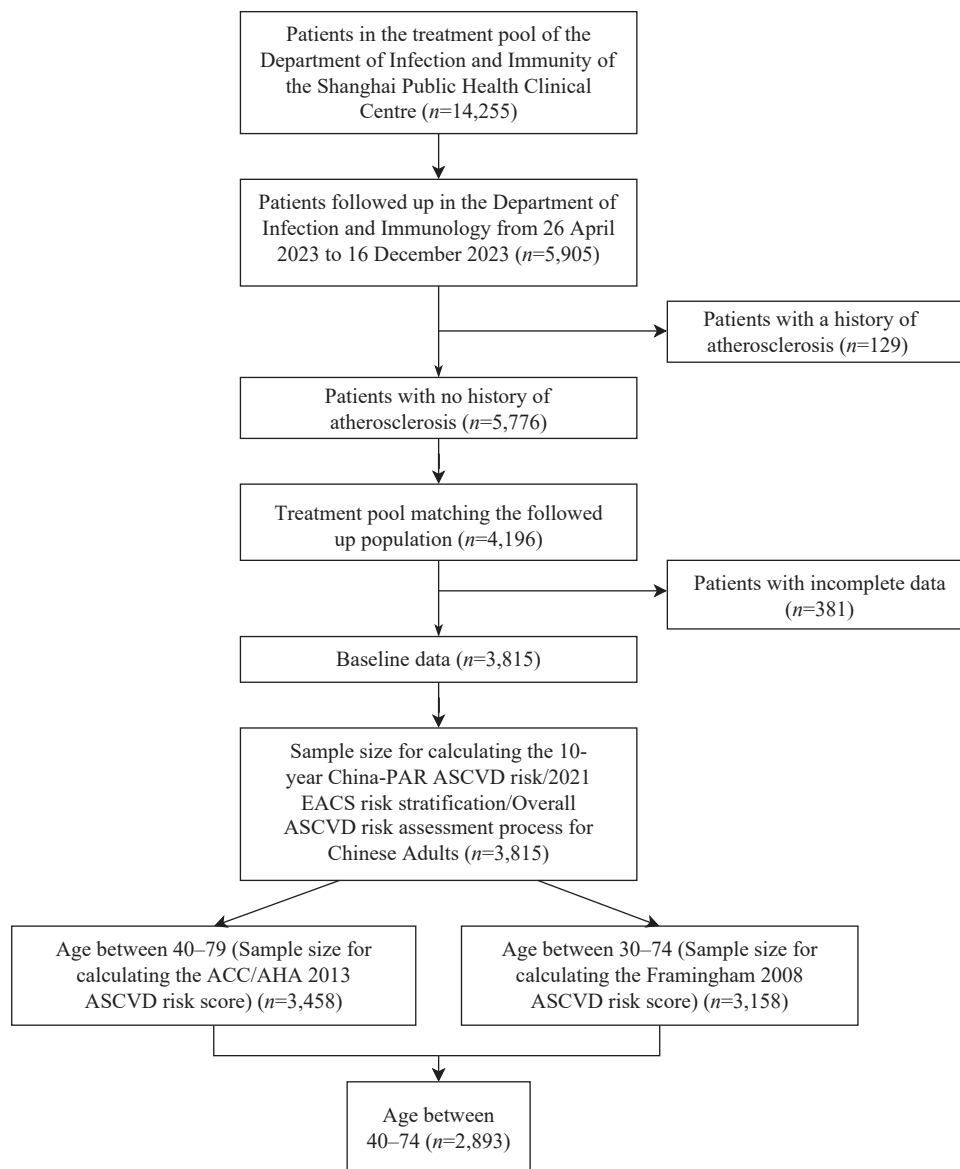 Patients in the treatment pool of the
Department of Infection and Immunity of
the Shanghai Public Health Clinical
Centre (n=14,255)
Patients followed up in the Department of
Infection and Immunology from 26 April
2023 to 16 December 2023 (n=5,905)
Patients with a history of
atherosclerosis (n=129)
Patients with no history of
atherosclerosis (n=5,776)
Treatment pool matching the followed
up population (n=4,196)
Patients with incomplete data
(n=381)
Baseline data (n=3,815)
Sample size for calculating the 10-
year China-PAR ASCVD risk/2021
EACS risk stratification/Overall
ASCVD risk assessment process for
Chinese Adults (n=3,815)
Age between 40–79 (Sample size for
calculating the ACC/AHA 2013
ASCVD risk score) (n=3,458)
Age between 30–74 (Sample size for
calculating the Framingham 2008
ASCVD risk score) (n=3,158)
Age between
40–74 (n=2,893)